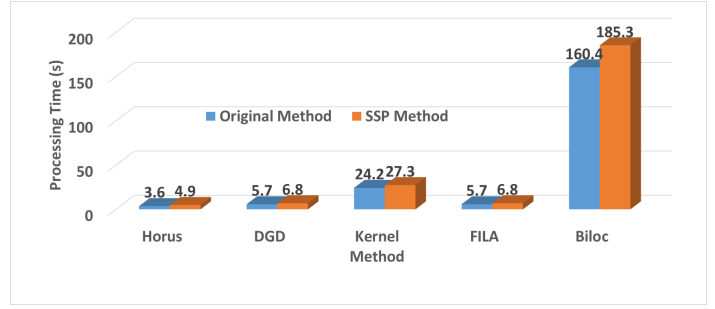 Processing Time (s)
200
150
100
50
0
Original Method SSP Method
3.6 4.9 5.7 6.8 24.2 27.3 5.7 6.8 160.4 185.3
Horus DGD Kernel Method FILA Biloc